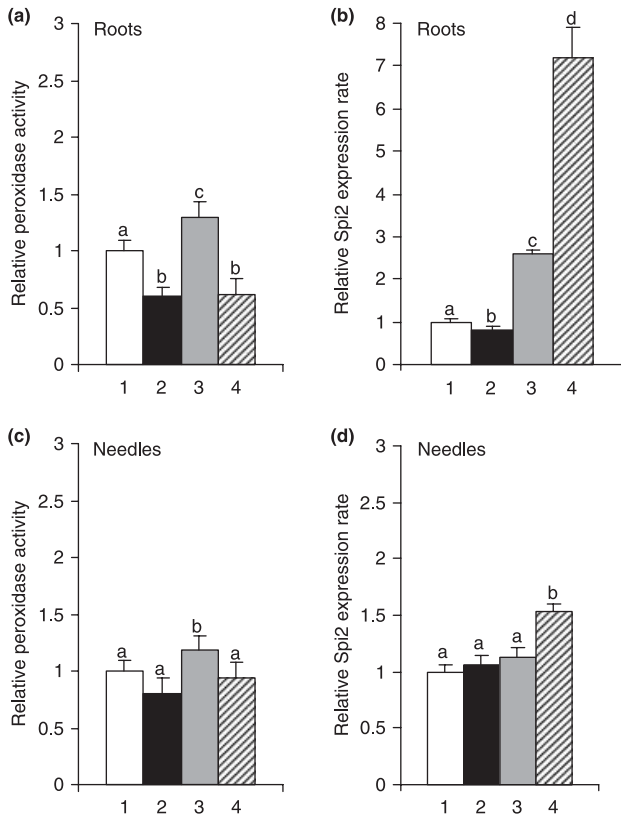 (a)
Roots
Relative peroxidase activity
3
2.5
2
1.5
1
0.5
0
a
b
c
b
1 2 3 4
(b)
Roots
Relative Spi2 expression rate
8
7
6
5
4
3
2
1
0
a
b
c
d
1 2 3 4
(c)
Needles
Relative peroxidase activity
3
2.5
2
1.5
1
0.5
0
a
a
b
a
1 2 3 4
(d)
Needles
Relative Spi2 expression rate
3
2.5
2
1.5
1
0.5
0
a
a
a
b
1 2 3 4